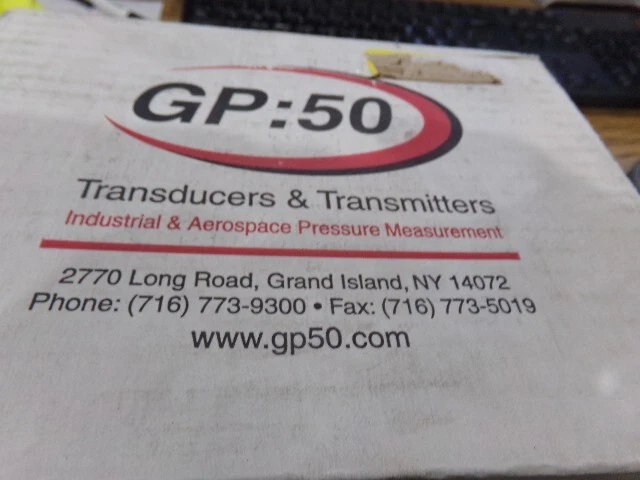 GP:50
Transducers & Transmitters
Industrial & Aerospace Pressure Measurement
2770 Long Road, Grand Island, NY 14072
Phone: (716) 773-9300 • Fax: (716) 773-5019
www.gp50.com